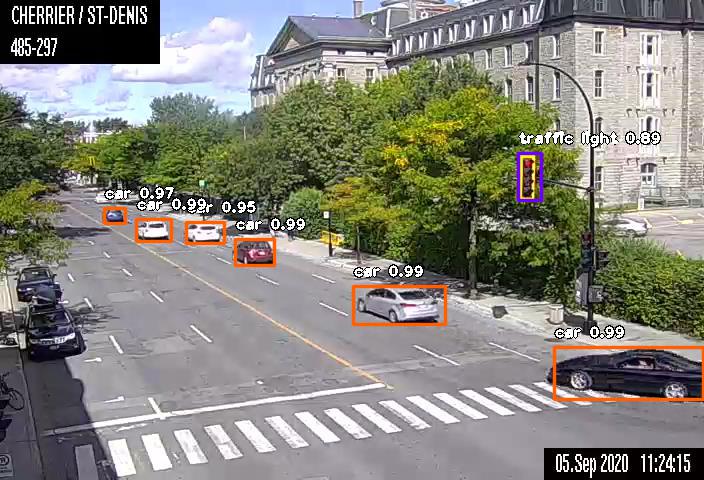 CHERRIER / ST-DENIS
485-297
traffic light 0.89
car 0.97
car 0.99
car 0.95
car 0.99
car 0.99
car 0.99
05.Sep 2020 11:24:15